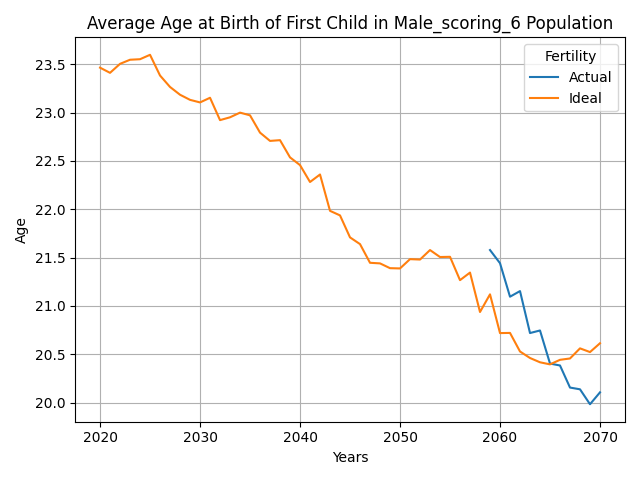 Average Age at Birth of First Child in Male_scoring_6 Population
Fertility
Actual
Ideal
Age
23.5
23.0
22.5
22.0
21.5
21.0
20.5
20.0
2020 2030 2040 2050 2060 2070
Years